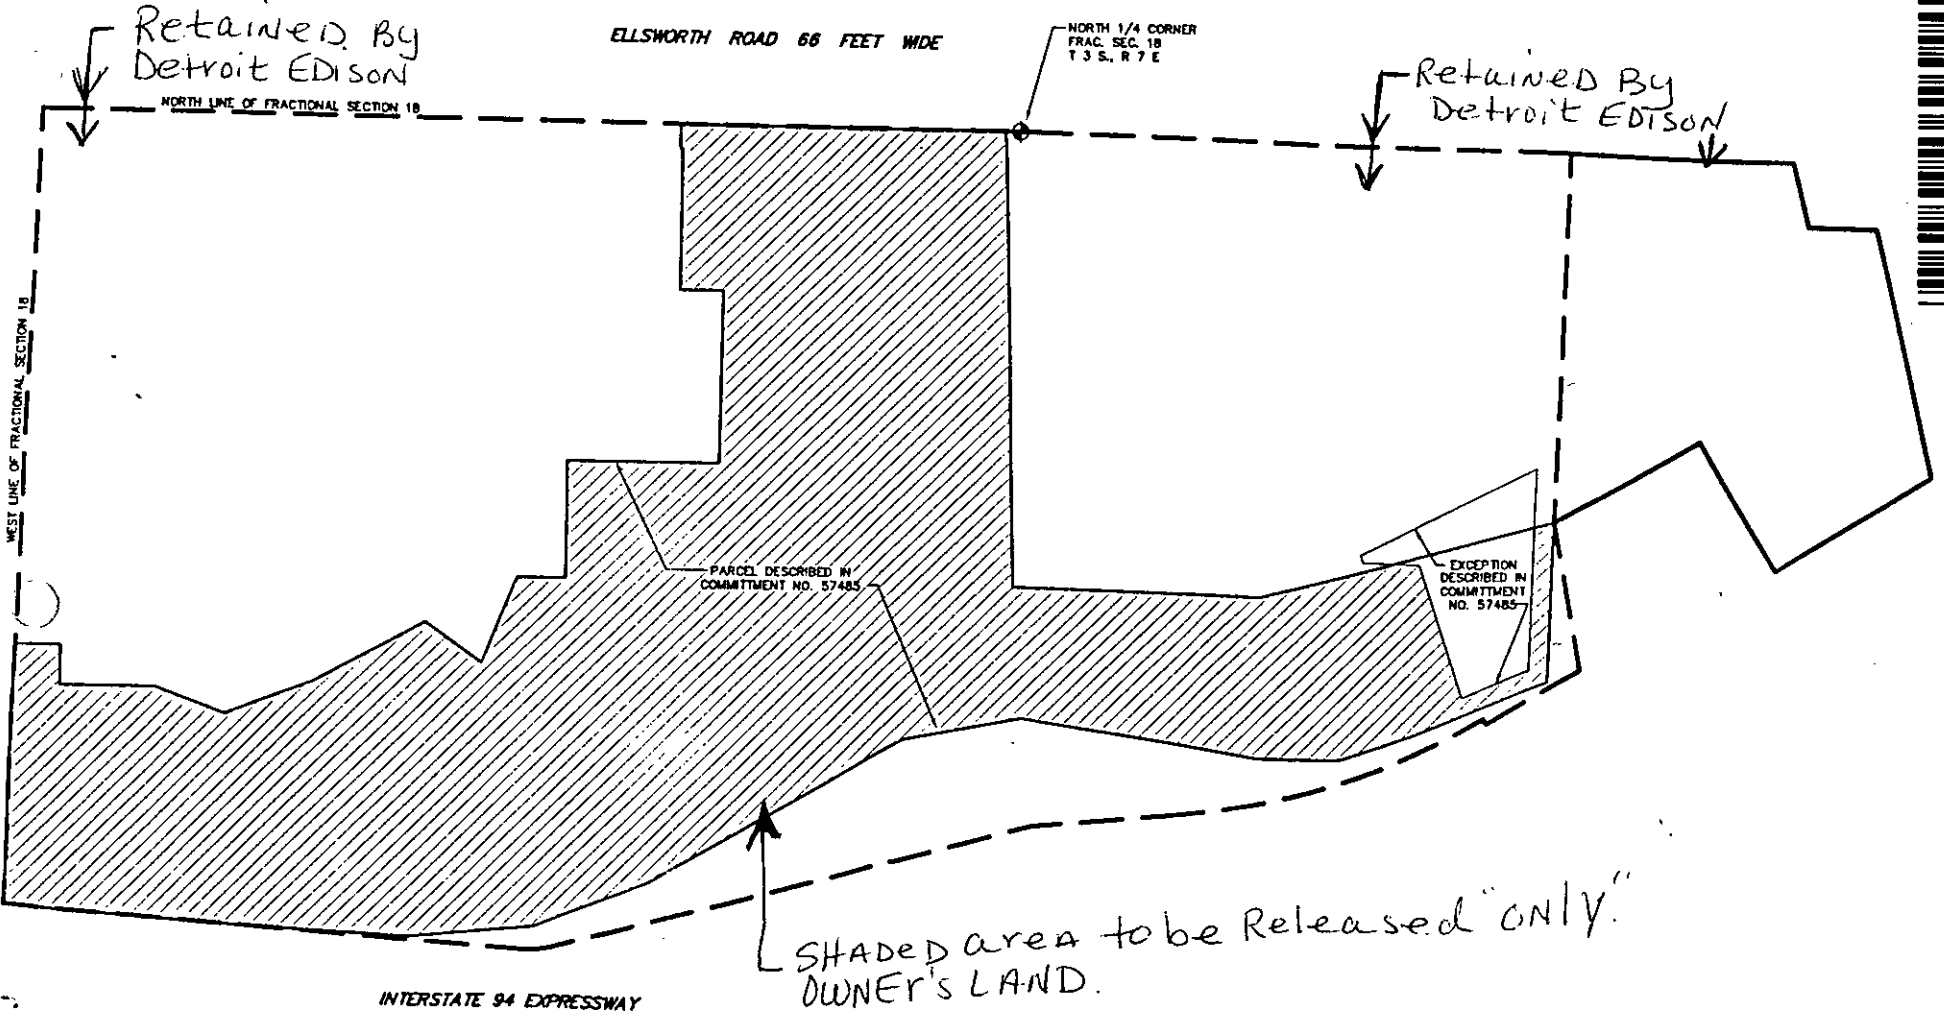 Retained By
Detroit Edison
ELLSWORTH ROAD 66 FEET WIDE
NORTH 1/4 CORNER
FRAC. SEC. 18
T 3 S., R 7 E
Retained By
Detroit Edison
NORTH LINE OF FRACTIONAL SECTION 18
WEST LINE OF FRACTIONAL SECTION 18
PARCEL DESCRIBED IN
COMMITTMENT NO. 57485
EXCEPTION
DESCRIBED IN
COMMITTMENT
NO. 57485
SHADED area to be Released "ONLY."
OWNER'S LAND.
INTERSTATE 94 EXPRESSWAY